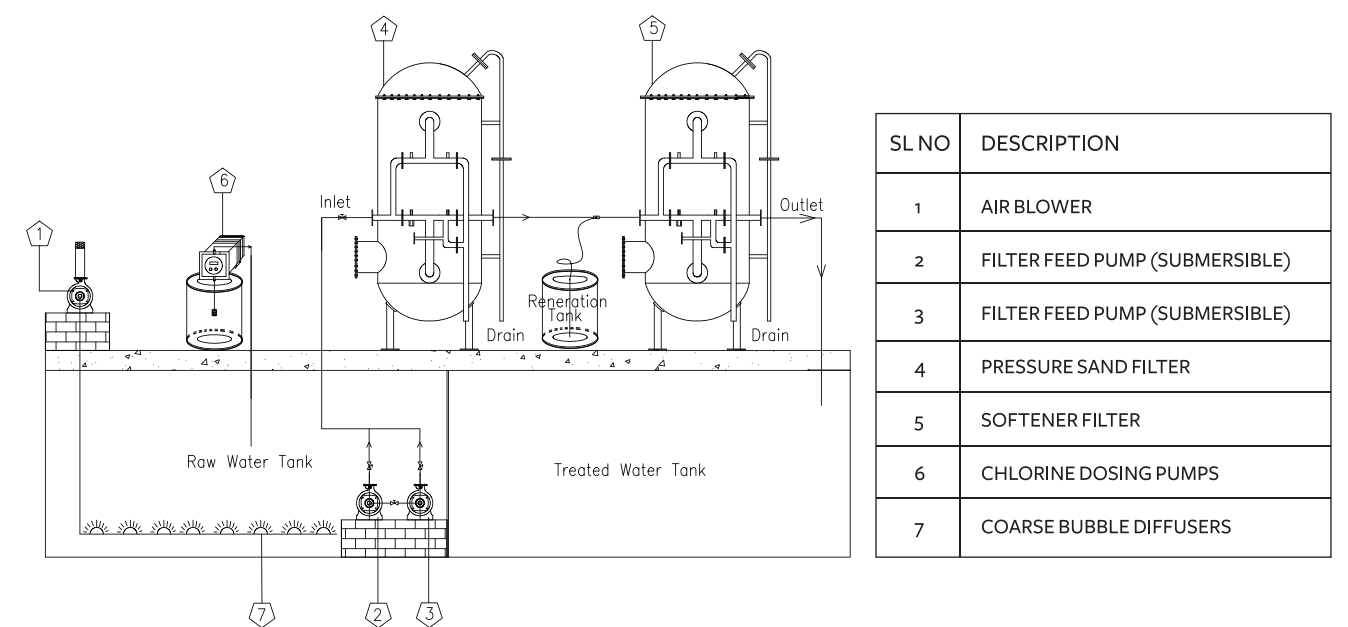 4
5
6
1
Inlet
Outlet
Reneration
Tank
Drain
Drain
Raw Water Tank
Treated Water Tank
7
2
3
SL NO DESCRIPTION
1 AIR BLOWER
2 FILTER FEED PUMP (SUBMERSIBLE)
3 FILTER FEED PUMP (SUBMERSIBLE)
4 PRESSURE SAND FILTER
5 SOFTENER FILTER
6 CHLORINE DOSING PUMPS
7 COARSE BUBBLE DIFFUSERS